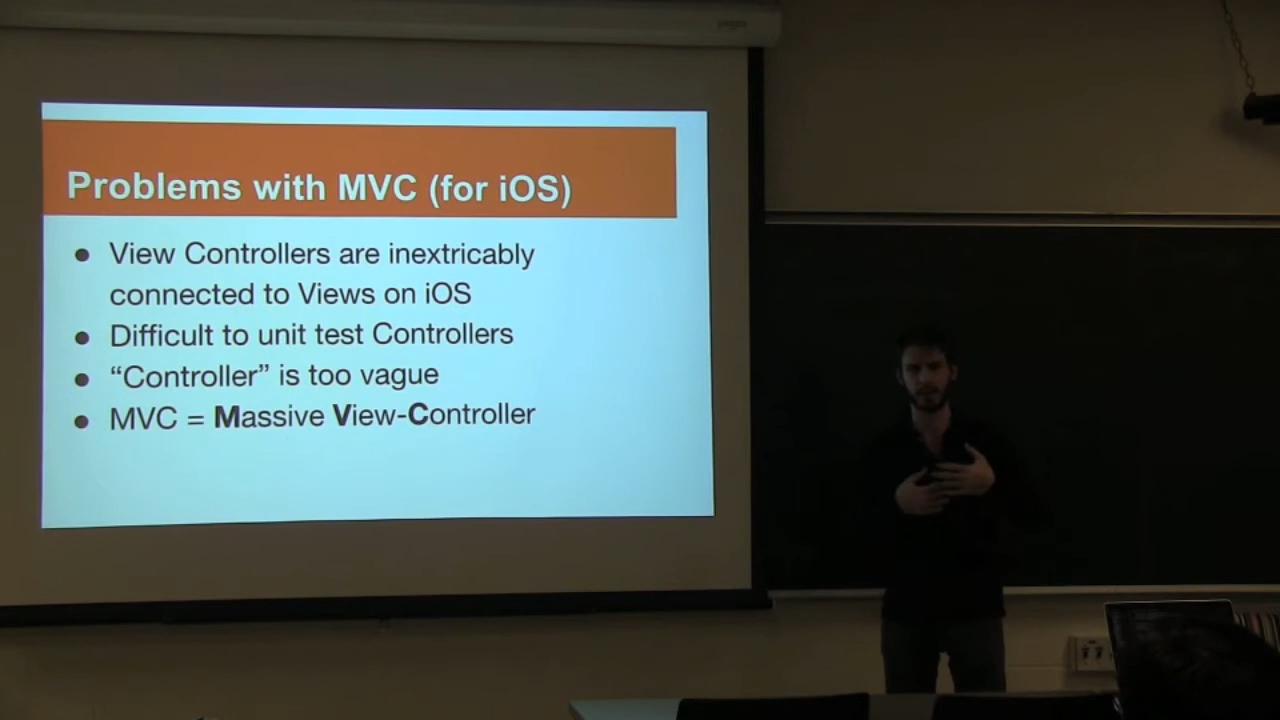 Problems with MVC (for iOS)
● View Controllers are inextricably
connected to Views on iOS
● Difficult to unit test Controllers
● “Controller” is too vague
● MVC = Massive View-Controller